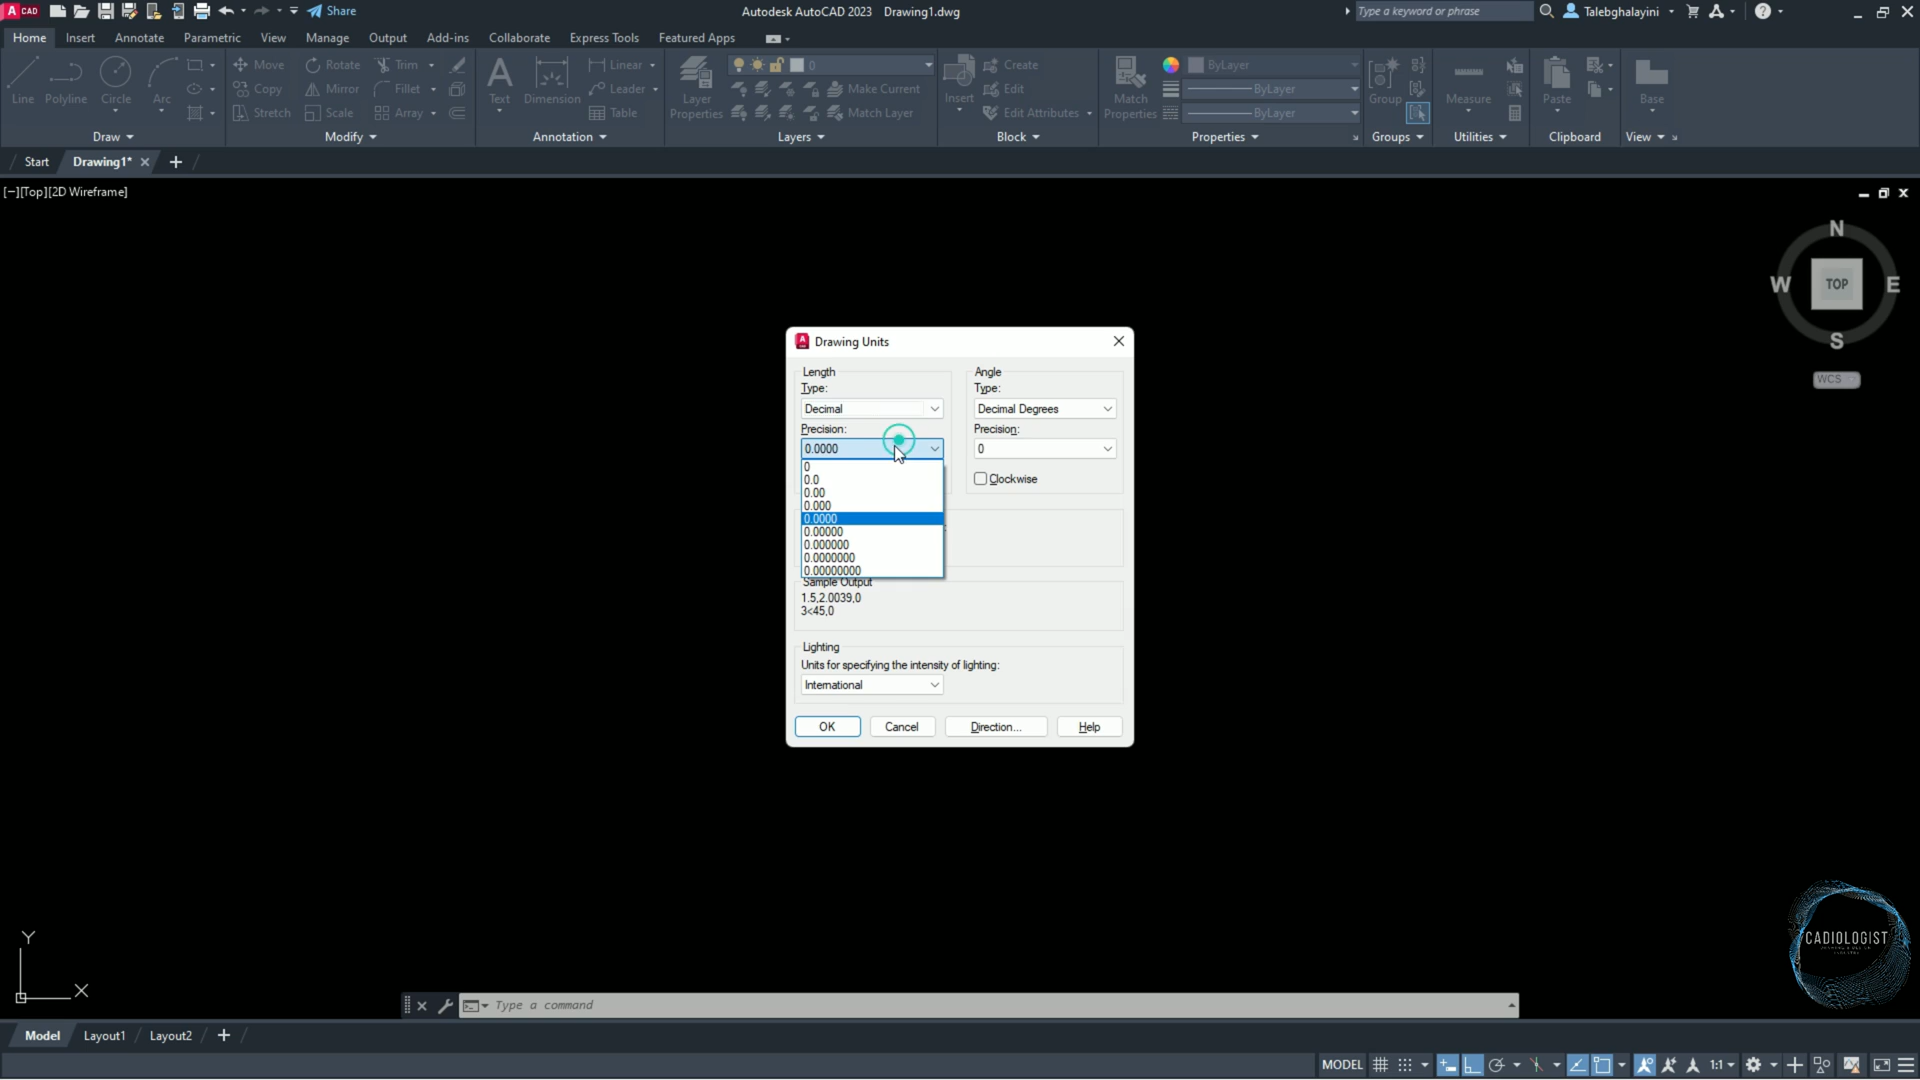 A CAD
Share
Autodesk AutoCAD 2023 Drawing1.dwg
Type a keyword or phrase
Talebghalayini
Home Insert Annotate Parametric View Manage Output Add-ins Collaborate Express Tools Featured Apps
Line Polyline Circle Arc
Move Rotate Trim
Copy Mirror Fillet
Stretch Scale Array
Text Dimension
Linear
Leader
Table
Layer
Properties
0
Make Current
Match Layer
Insert
Create
Edit
Edit Attributes
Match
Properties
ByLayer
ByLayer
ByLayer
Group
Measure
Paste
Base
Draw Modify Annotation Layers Block Properties Groups Utilities Clipboard View
Start Drawing1* +
[−][Top][2D Wireframe]
N
W TOP E
S
WCS
Drawing Units
Length
Type:
Decimal
Precision:
0.0000
0
0.0
0.00
0.000
0.0000
0.00000
0.000000
0.0000000
0.00000000
Angle
Type:
Decimal Degrees
Precision:
0
Clockwise
Sample Output
1.5,2.0039,0
3<45,0
Lighting
Units for specifying the intensity of lighting:
International
OK Cancel Direction... Help
CADIOLOGIST
Y
X
Type a command
Model Layout1 Layout2 +
MODEL 1:1